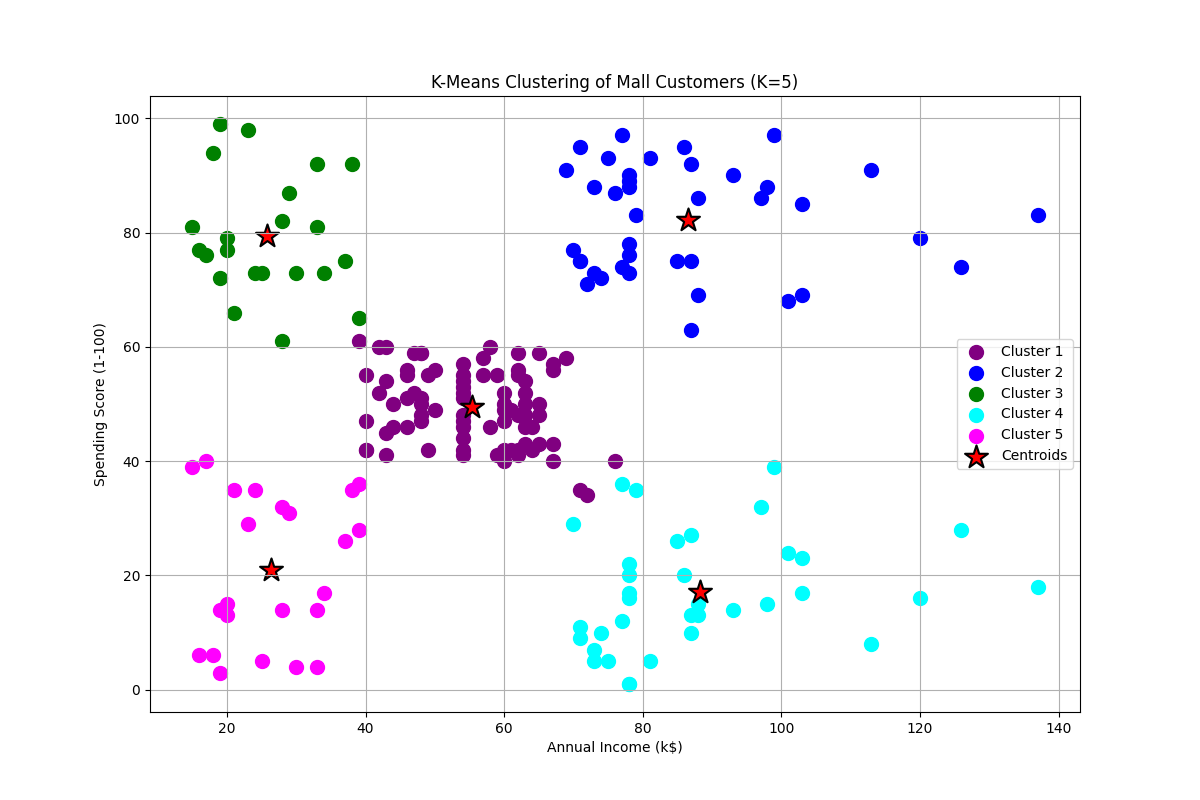 K-Means Clustering of Mall Customers (K=5)
100
80
60
40
20
0
Spending Score (1-100)
Cluster 1
Cluster 2
Cluster 3
Cluster 4
Cluster 5
Centroids
20 40 60 80 100 120 140
Annual Income (k$)